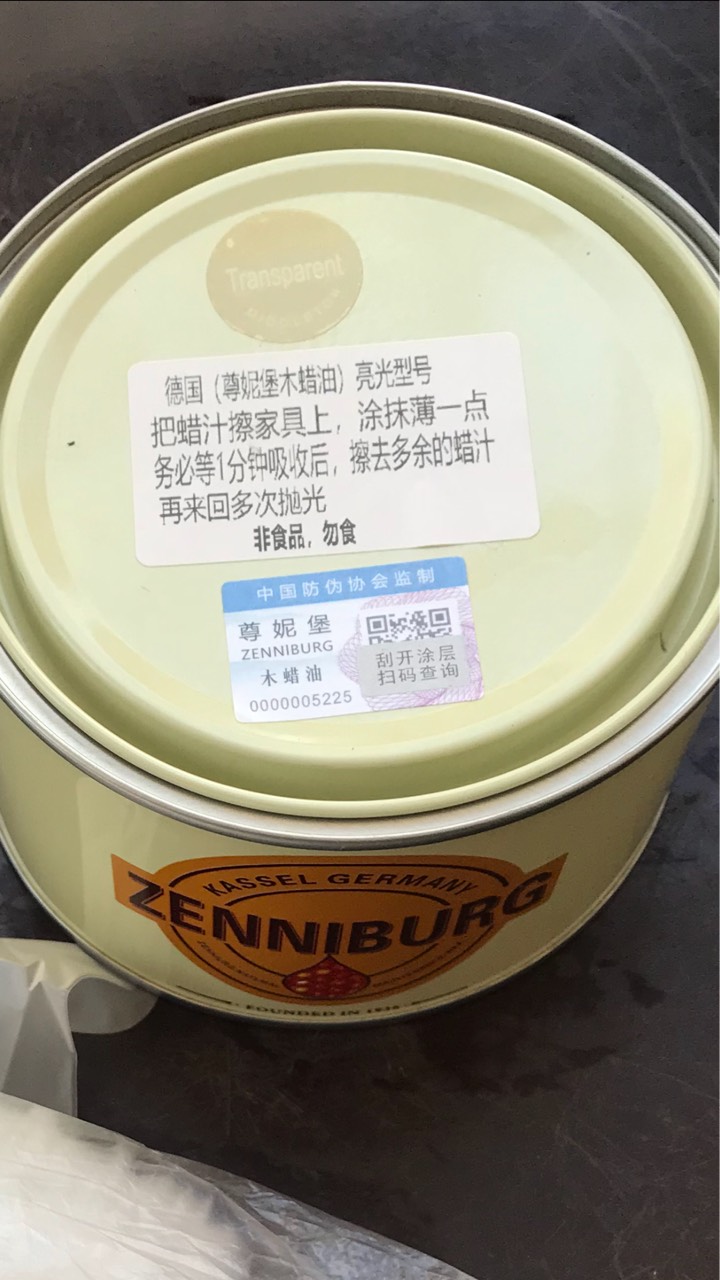 Transparent
德国（尊妮堡木蜡油）亮光型号
把蜡汁擦家具上，涂抹薄一点
务必等1分钟吸收后，擦去多余的蜡汁
再来回多次抛光
非食品，勿食
中国防伪协会监制
尊妮堡
ZENNIBURG
木蜡油
0000005225
刮开涂层
扫码查询
KASSEL GERMANY
ZENNIBURG
FOUNDED IN